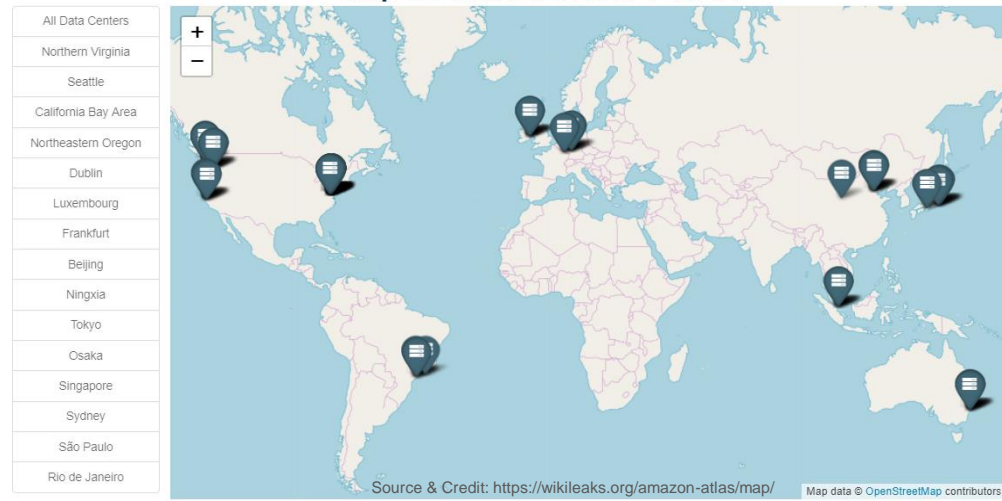 All Data Centers
Northern Virginia
Seattle
California Bay Area
Northeastern Oregon
Dublin
Luxembourg
Frankfurt
Beijing
Ningxia
Tokyo
Osaka
Singapore
Sydney
São Paulo
Rio de Janeiro
+
−
Source & Credit: https://wikileaks.org/amazon-atlas/map/
Map data © OpenStreetMap contributors